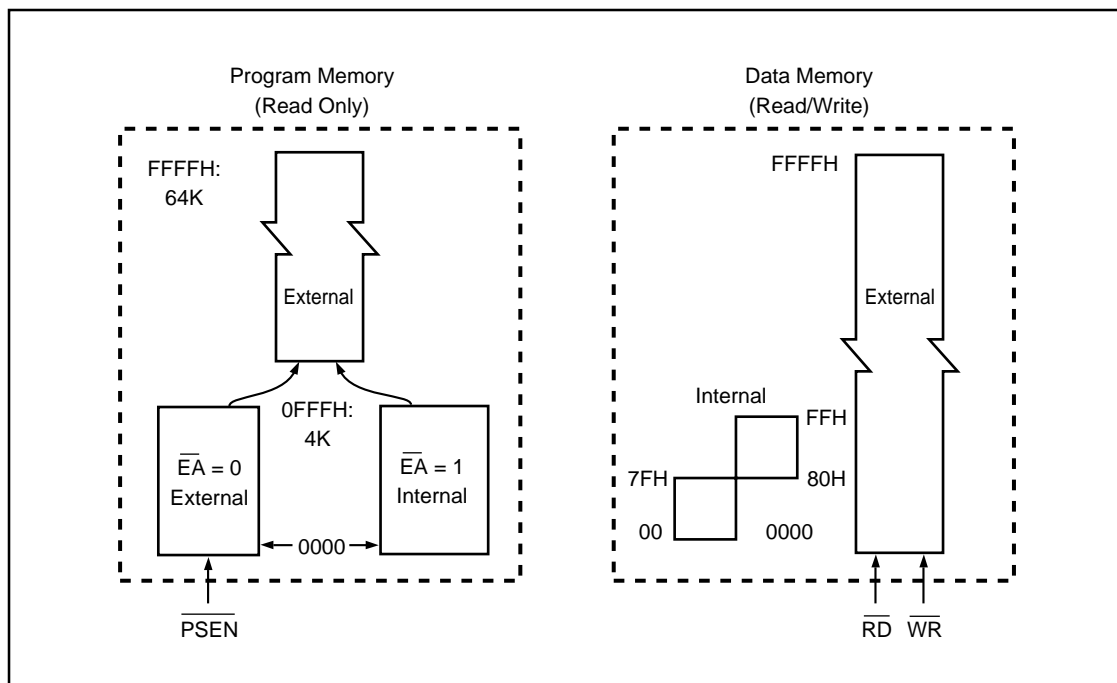 Program Memory
(Read Only)
FFFFH:
64K
External
0FFFH:
4K
EA = 0
External
EA = 1
Internal
0000
PSEN
Data Memory
(Read/Write)
FFFFH
External
Internal
FFH
7FH
80H
00
0000
RD WR